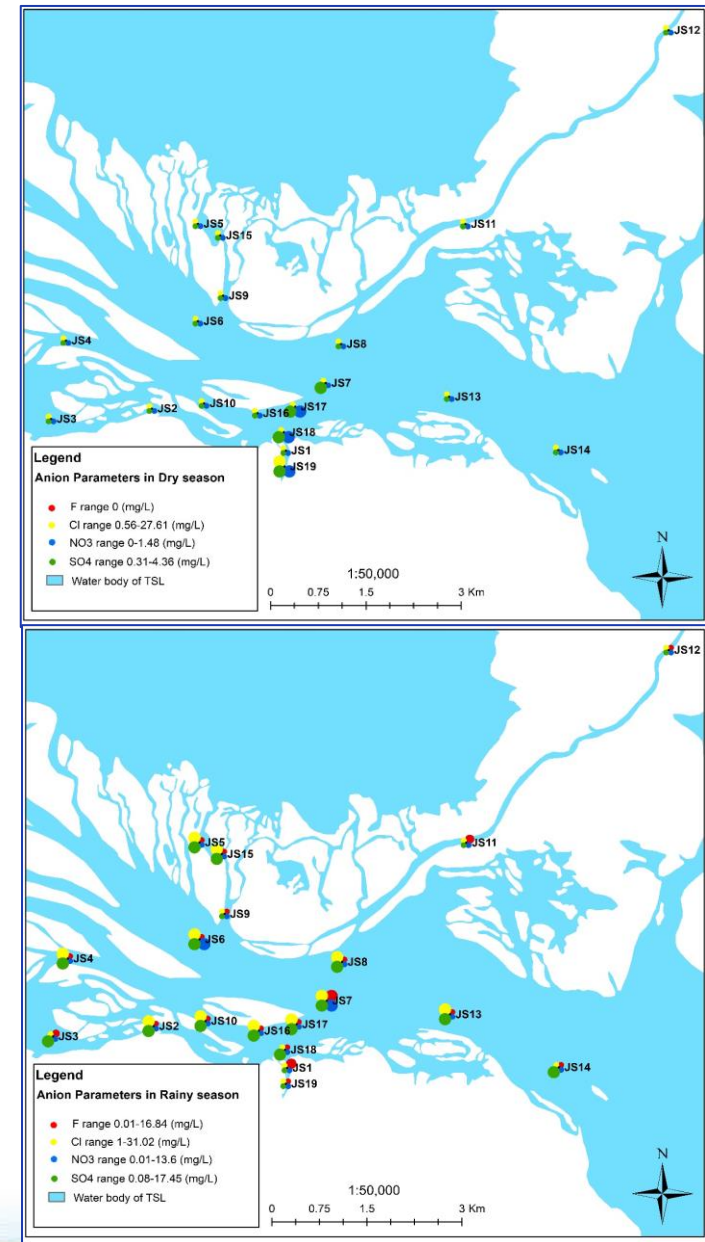 JS12
JS5
JS11
JS15
JS9
JS6
JS4
JS8
JS7
JS13
JS2
JS10
JS17
JS16
JS3
JS18
JS1
JS14
JS19
Legend
Anion Parameters in Dry season
F range 0 (mg/L)
Cl range 0.56-27.61 (mg/L)
NO3 range 0-1.48 (mg/L)
SO4 range 0.31-4.36 (mg/L)
Water body of TSL
1:50,000
0 0.75 1.5 3 Km
N
JS12
JS5
JS11
JS15
JS9
JS6
JS4
JS8
JS7
JS13
JS10
JS2
JS17
JS16
JS3
JS18
JS1
JS14
JS19
Legend
Anion Parameters in Rainy season
F range 0.01-16.84 (mg/L)
Cl range 1-31.02 (mg/L)
NO3 range 0.01-13.6 (mg/L)
SO4 range 0.08-17.45 (mg/L)
Water body of TSL
1:50,000
0 0.75 1.5 3 Km
N